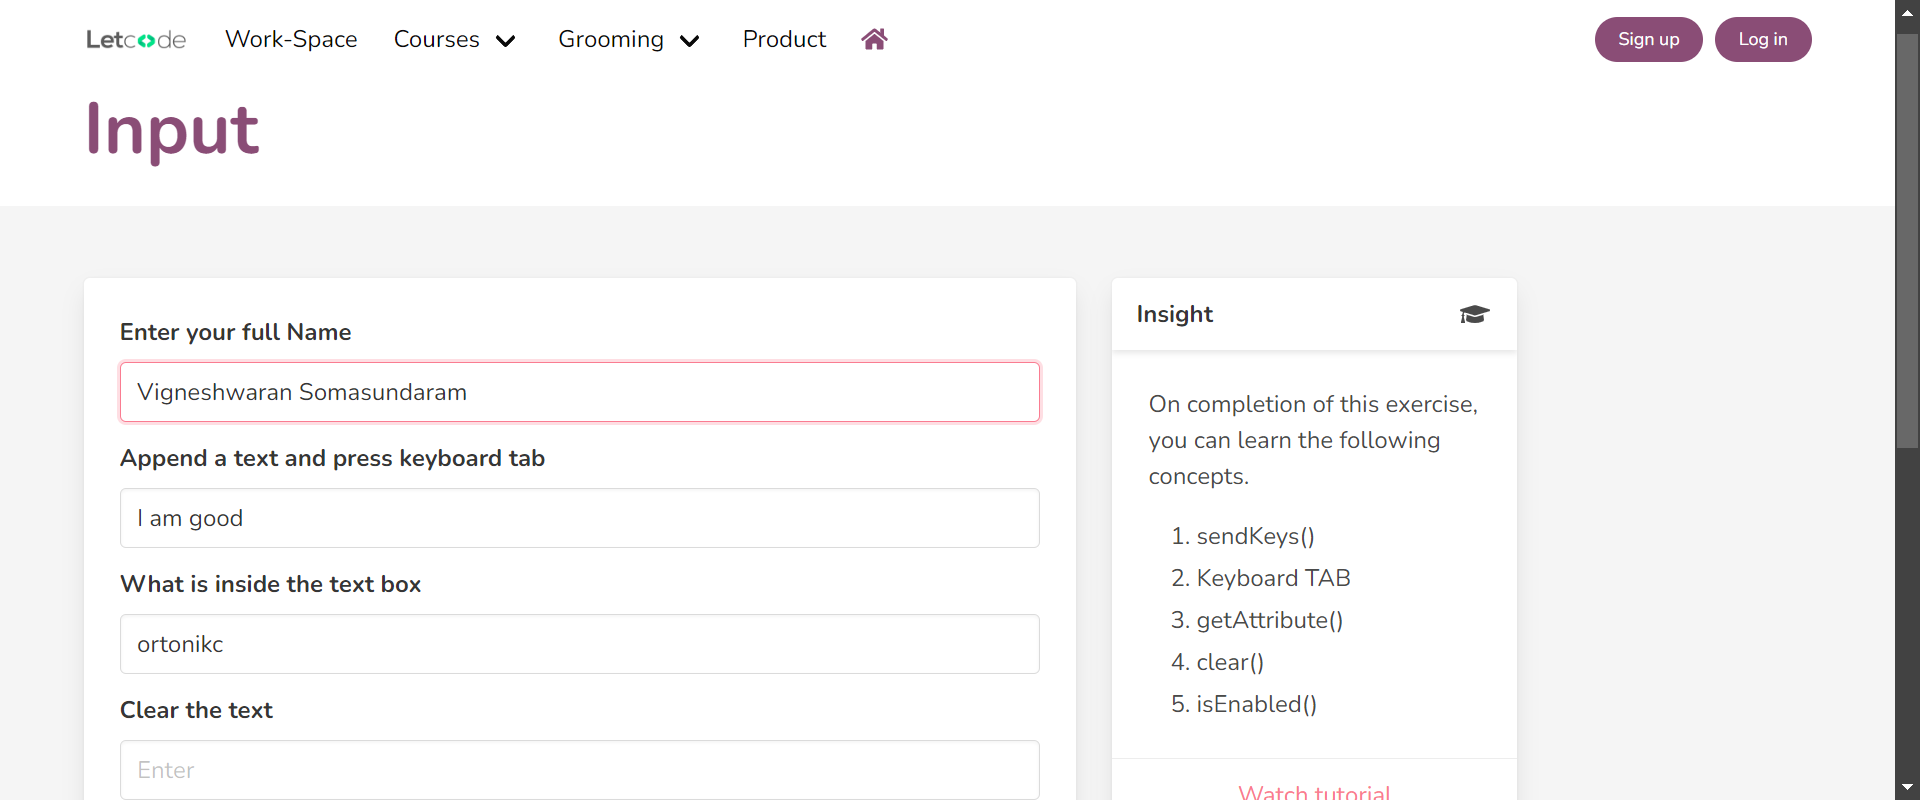 Letcode Work-Space Courses Grooming Product Sign up Log in
Input
Enter your full Name
Vigneshwaran Somasundaram
Append a text and press keyboard tab
I am good
What is inside the text box
ortonikc
Clear the text
Enter
Insight
On completion of this exercise,
you can learn the following
concepts.
1. sendKeys()
2. Keyboard TAB
3. getAttribute()
4. clear()
5. isEnabled()
Watch tutorial